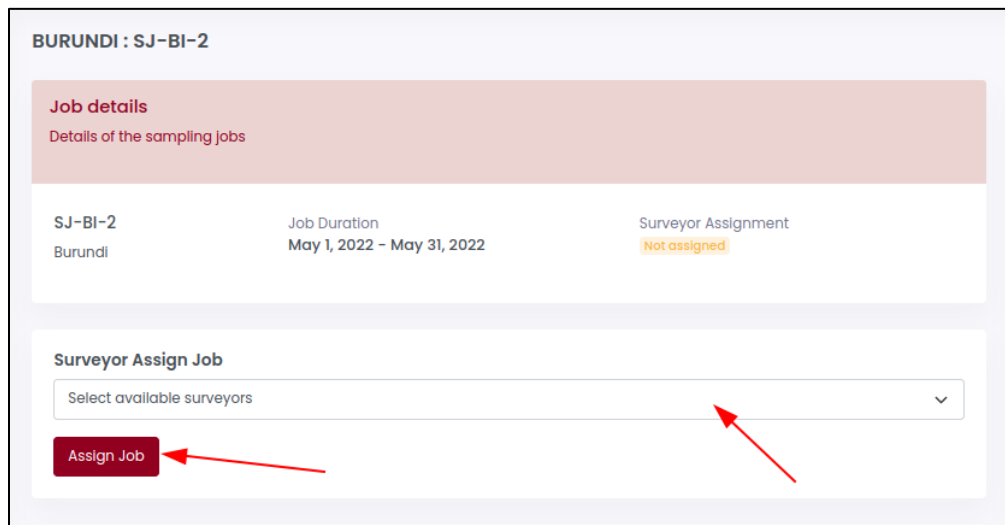 BURUNDI : SJ-BI-2
Job details
Details of the sampling jobs
SJ-BI-2
Burundi
Job Duration
May 1, 2022 - May 31, 2022
Surveyor Assignment
Not assigned
Surveyor Assign Job
Select available surveyors
Assign Job